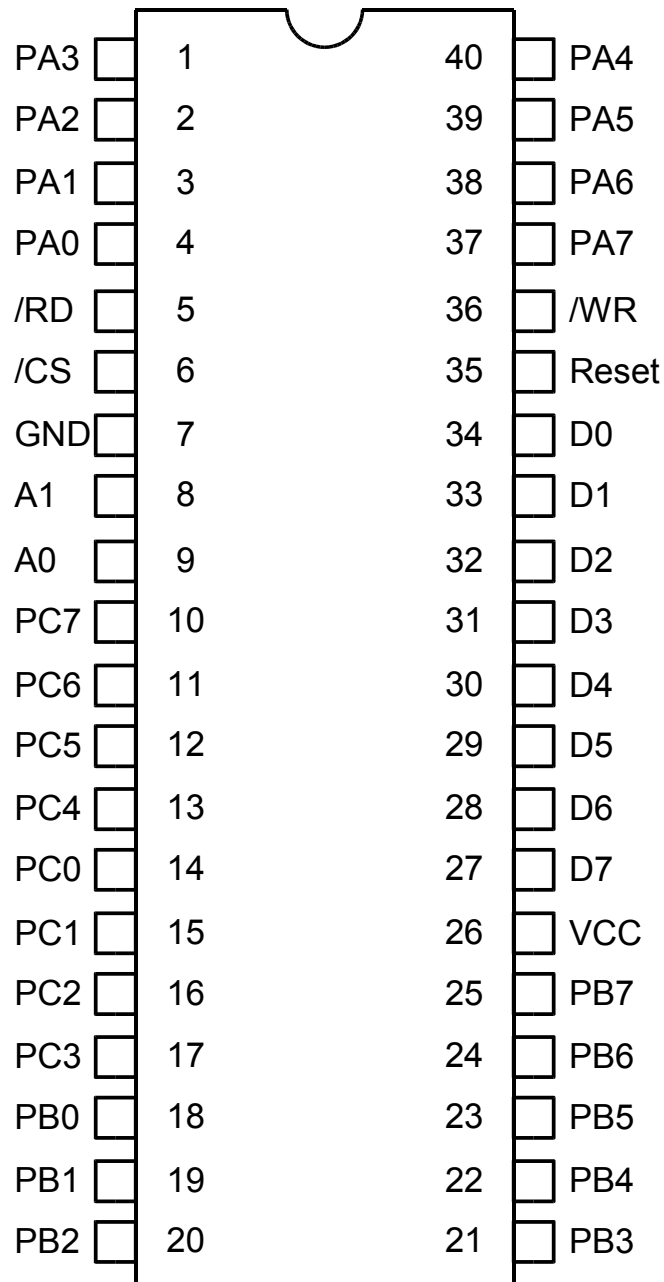 PA3 1 40 PA4
PA2 2 39 PA5
PA1 3 38 PA6
PA0 4 37 PA7
/RD 5 36 /WR
/CS 6 35 Reset
GND 7 34 D0
A1 8 33 D1
A0 9 32 D2
PC7 10 31 D3
PC6 11 30 D4
PC5 12 29 D5
PC4 13 28 D6
PC0 14 27 D7
PC1 15 26 VCC
PC2 16 25 PB7
PC3 17 24 PB6
PB0 18 23 PB5
PB1 19 22 PB4
PB2 20 21 PB3